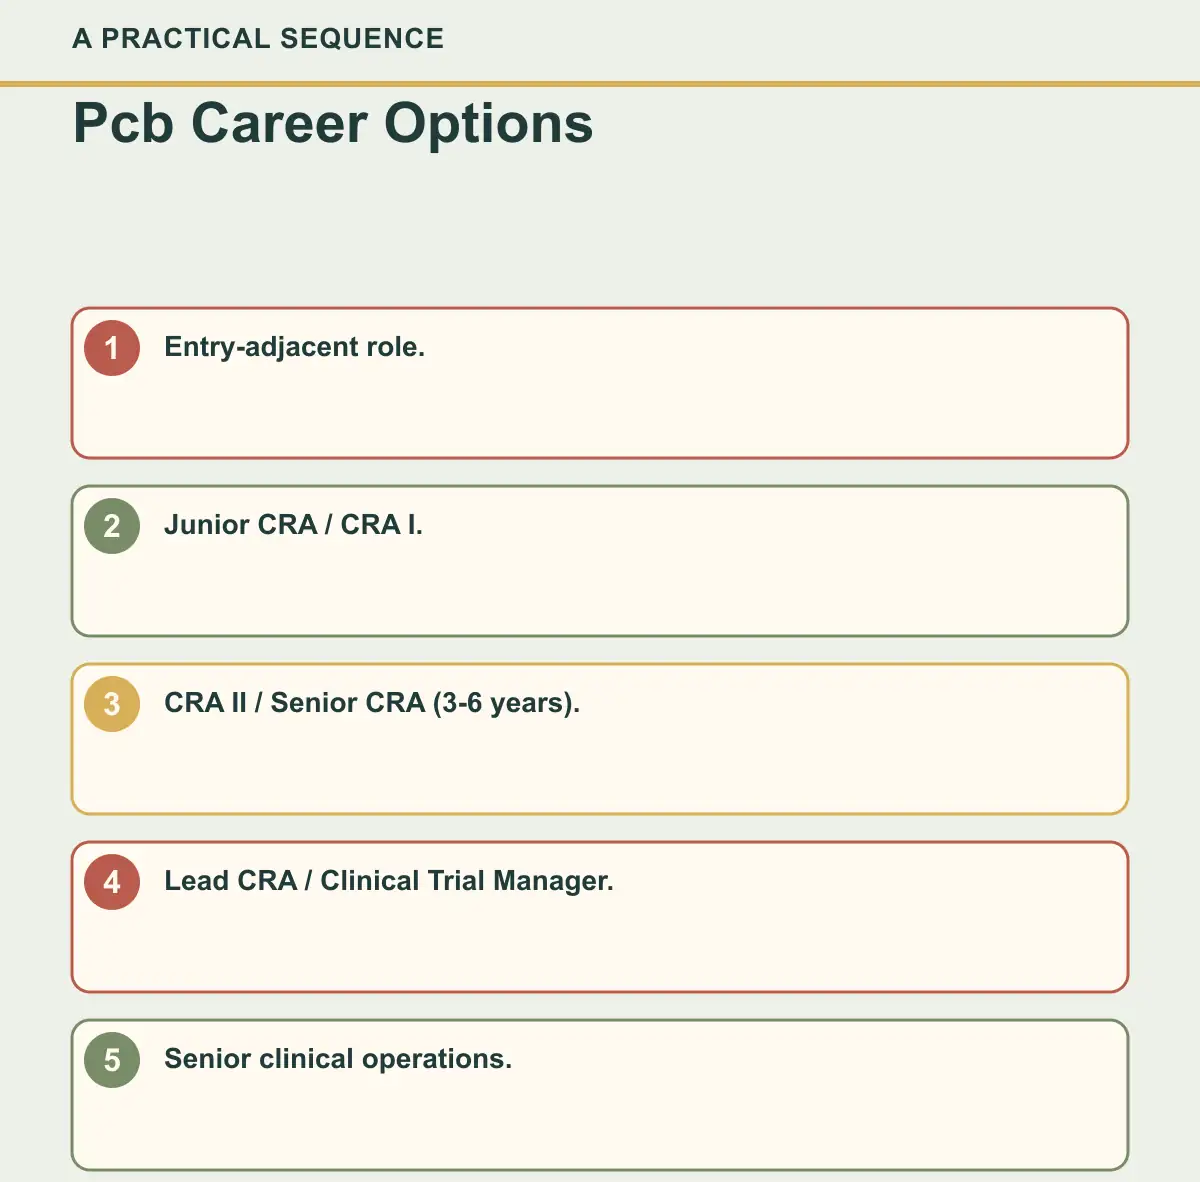 A PRACTICAL SEQUENCE
Pcb Career Options
1 Entry-adjacent role.
2 Junior CRA / CRA I.
3 CRA II / Senior CRA (3-6 years).
4 Lead CRA / Clinical Trial Manager.
5 Senior clinical operations.